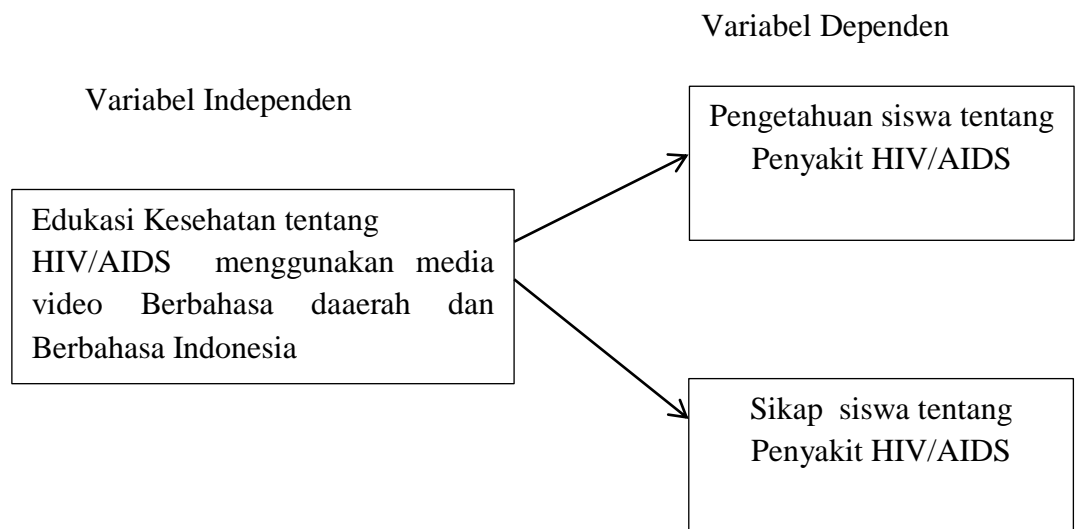 Variabel Dependen
Variabel Independen
Pengetahuan siswa tentang
Penyakit HIV/AIDS
Edukasi Kesehatan tentang
HIV/AIDS menggunakan media
video Berbahasa daaerah dan
Berbahasa Indonesia
Sikap siswa tentang
Penyakit HIV/AIDS